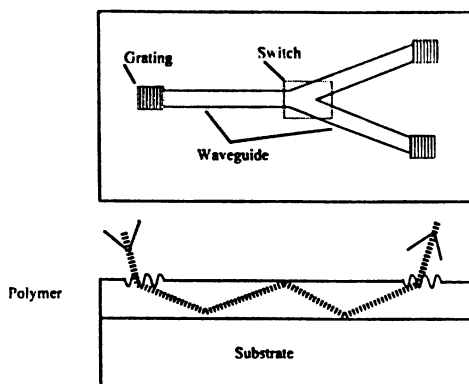 Switch
Grating
Waveguide
Polymer
Substrate